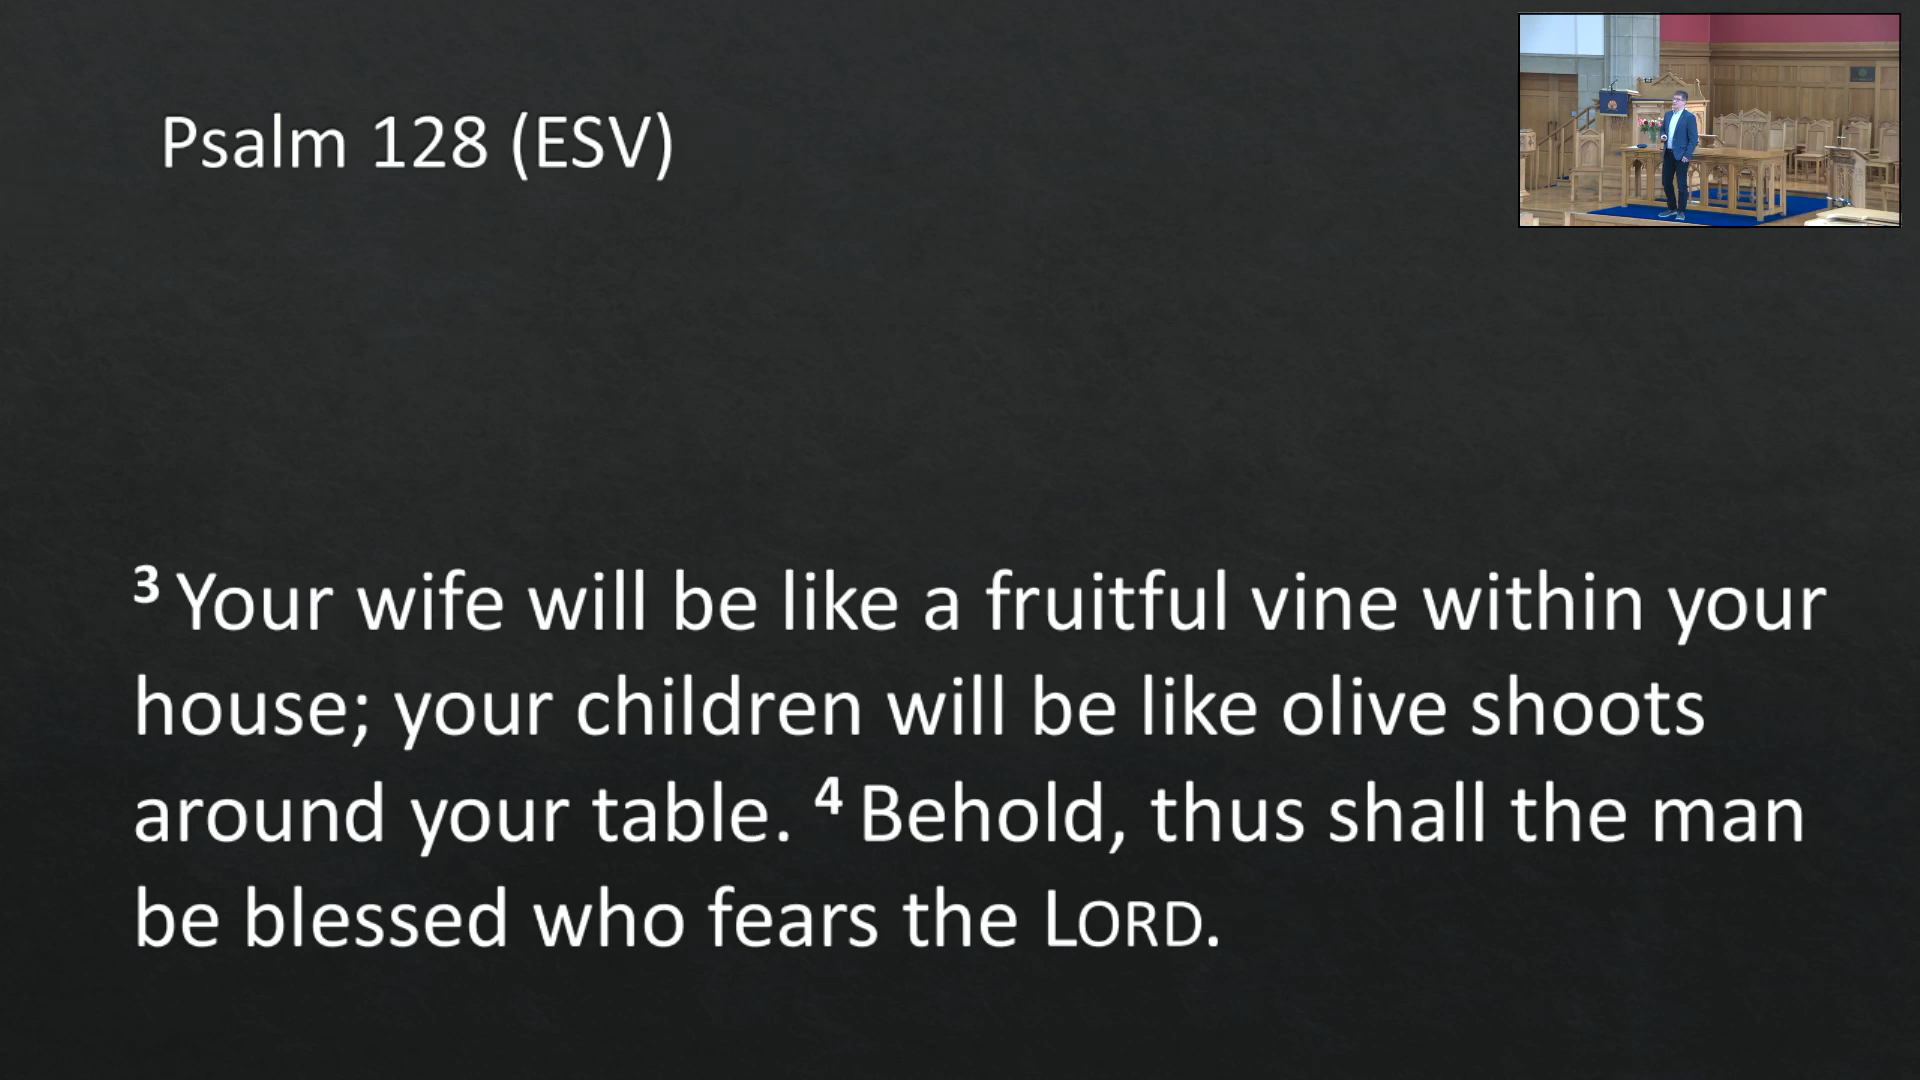 Psalm 128 (ESV)
³ Your wife will be like a fruitful vine within your
house; your children will be like olive shoots
around your table. ⁴ Behold, thus shall the man
be blessed who fears the LORD.